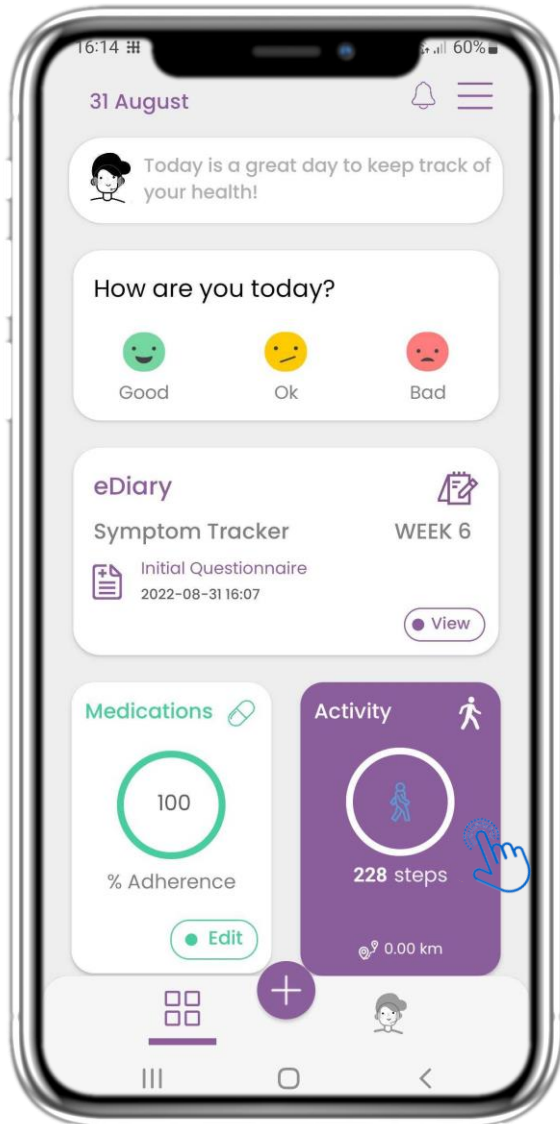 16:14 60%
31 August
Today is a great day to keep track of
your health!
How are you today?
Good Ok Bad
eDiary
Symptom Tracker WEEK 6
Initial Questionnaire
2022-08-31 16:07
View
Medications
100
% Adherence
Edit
Activity
228 steps
0.00 km